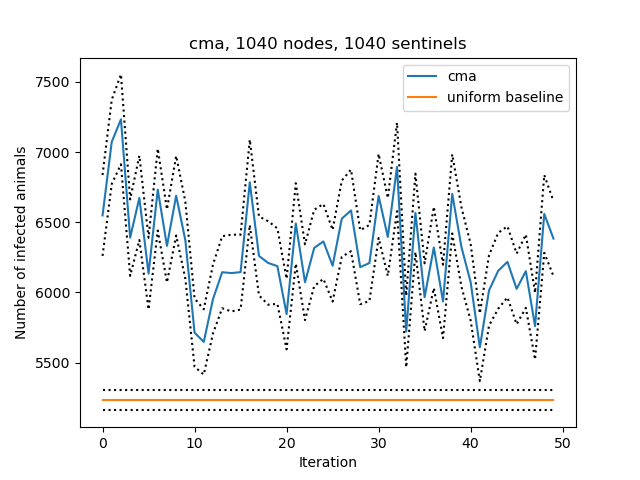 cma, 1040 nodes, 1040 sentinels
cma
uniform baseline
Number of infected animals
7500
7000
6500
6000
5500
0
10
20
30
40
50
Iteration